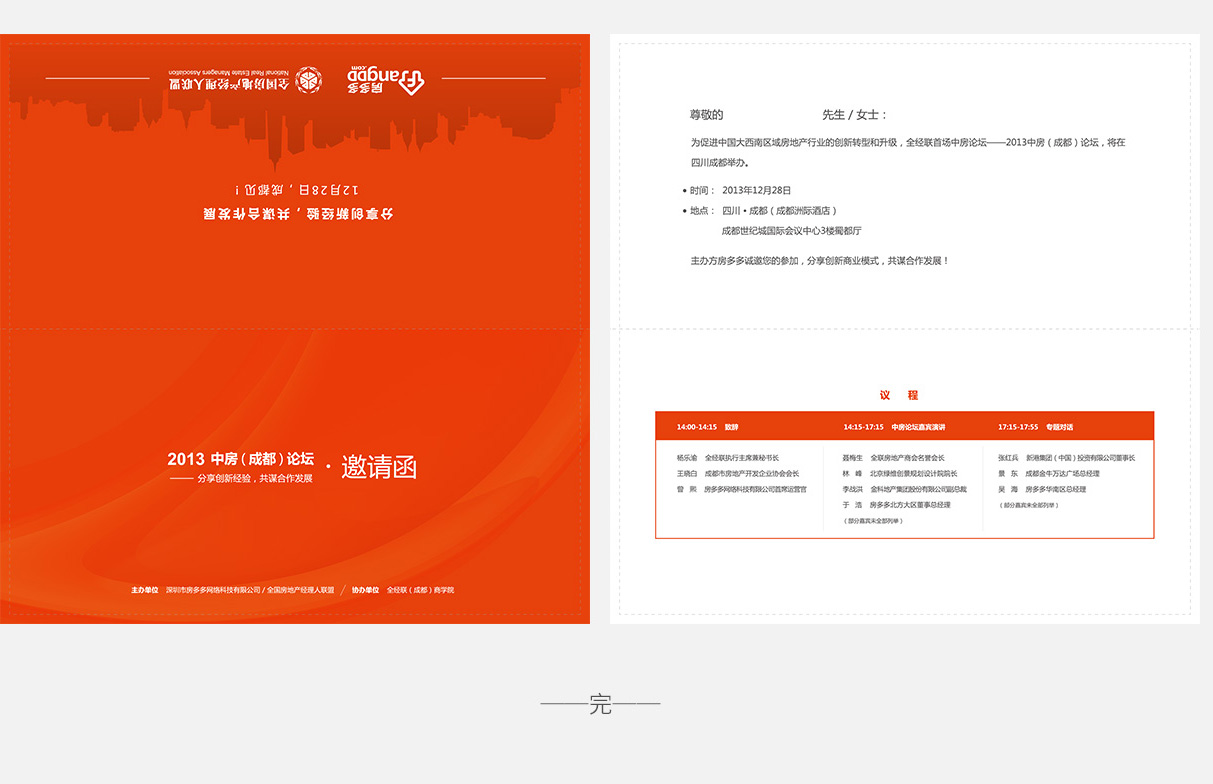 房多多
Fangdd
.com
全国房地产经理人联盟
National Real Estate Managers Association
分享创新经验，共谋合作发展
12月28日，成都见！
2013 中房（成都）论坛 · 邀请函
—— 分享创新经验，共谋合作发展
主办单位 深圳市房多多网络科技有限公司 / 全国房地产经理人联盟 / 协办单位 全经联（成都）商学院
尊敬的 先生 / 女士：
为促进中国大西南区域房地产行业的创新转型和升级，全经联首场中房论坛——2013中房（成都）论坛，将在
四川成都举办。
• 时间： 2013年12月28日
• 地点： 四川 • 成都（成都洲际酒店）
成都世纪城国际会议中心3楼蜀都厅
主办方房多多诚邀您的参加，分享创新商业模式，共谋合作发展！
议 程
14:00-14:15 致辞
杨乐渝 全经联执行主席兼秘书长
王晓白 成都市房地产开发企业协会会长
曾 熙 房多多网络科技有限公司首席运营官
14:15-17:15 中房论坛嘉宾演讲
聂梅生 全联房地产商会名誉会长
林 峰 北京绿维创景规划设计院院长
李战洪 金科地产集团股份有限公司副总裁
于 浩 房多多北方大区董事总经理
（部分嘉宾未全部列举）
17:15-17:55 专题对话
张红兵 新港集团（中国）投资有限公司董事长
景 东 成都金牛万达广场总经理
吴 海 房多多华南区总经理
（部分嘉宾未全部列举）
——完——